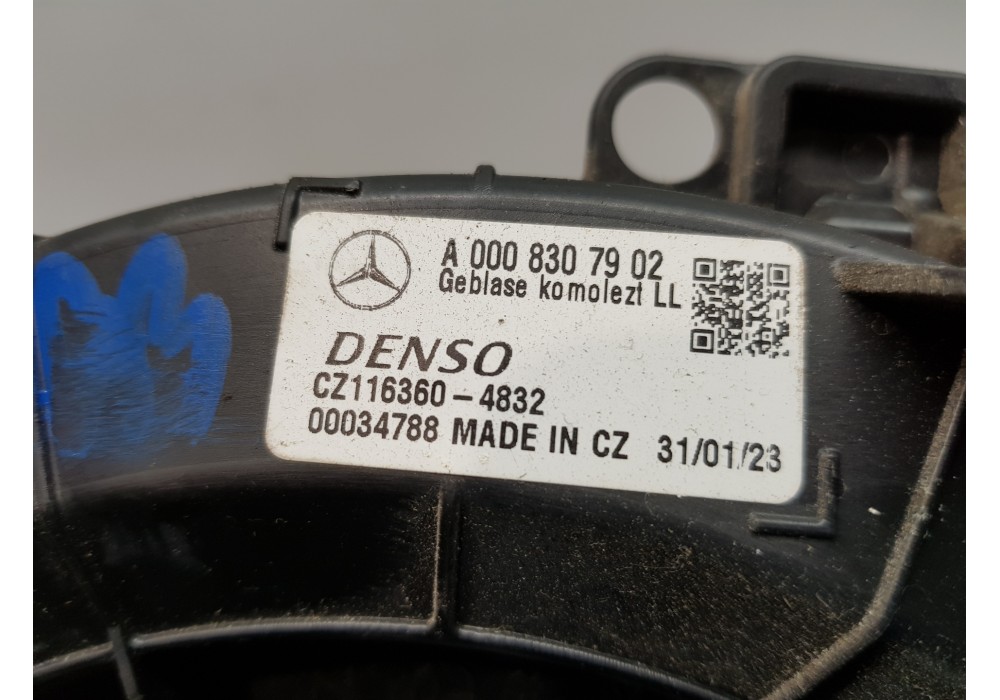 A 000 830 79 02
Geblase komolezt LL
DENSO
CZ116360-4832
00034788 MADE IN CZ 31/01/23